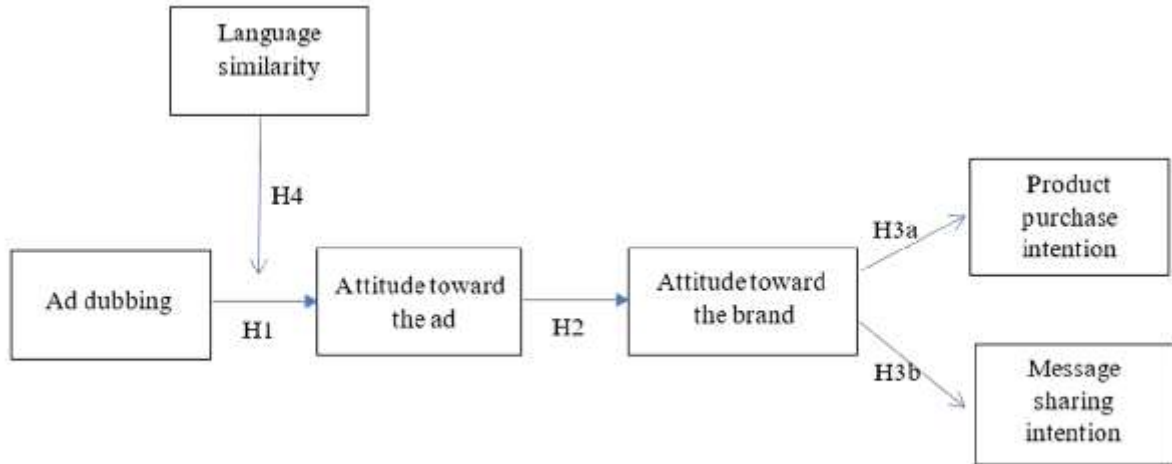 Language
similarity
H4
Ad dubbing
H1
Attitude toward
the ad
H2
Attitude toward
the brand
H3a
Product
purchase
intention
H3b
Message
sharing
intention